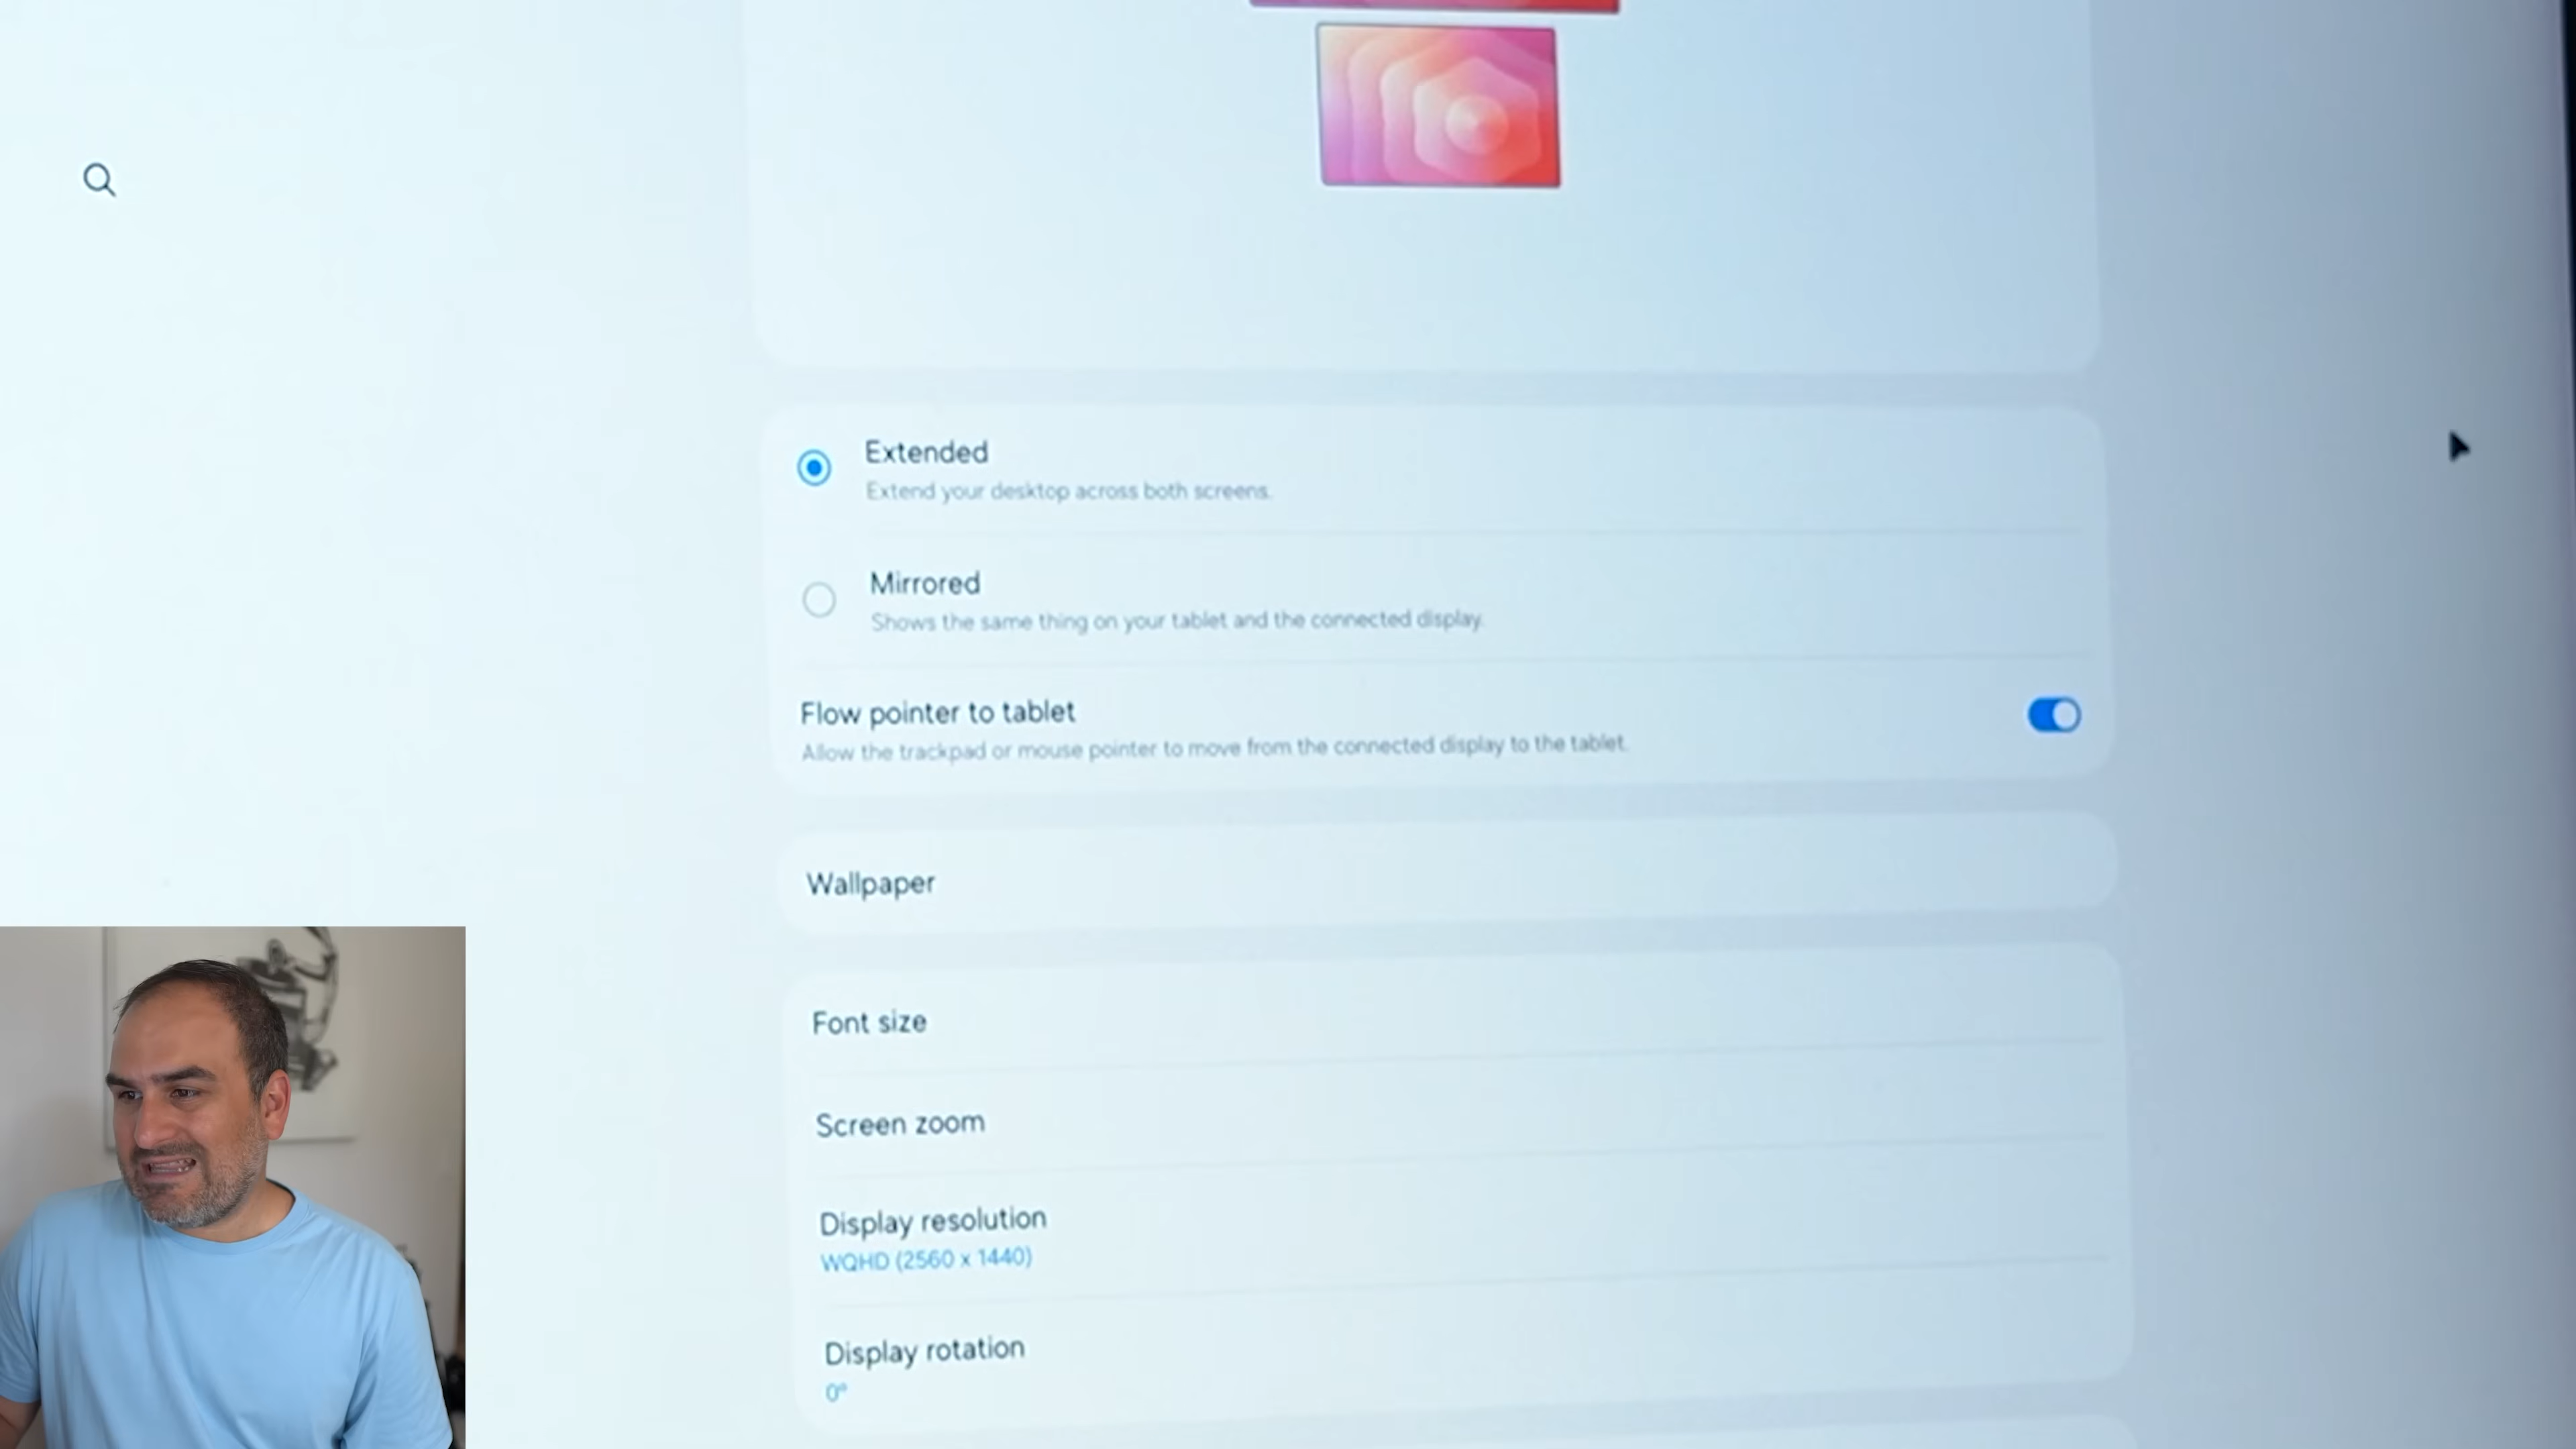 Extended
Extend your desktop across both screens.
Mirrored
Shows the same thing on your tablet and the connected display.
Flow pointer to tablet
Allow the trackpad or mouse pointer to move from the connected display to the tablet.
Wallpaper
Font size
Screen zoom
Display resolution
WQHD (2560 x 1440)
Display rotation
0°